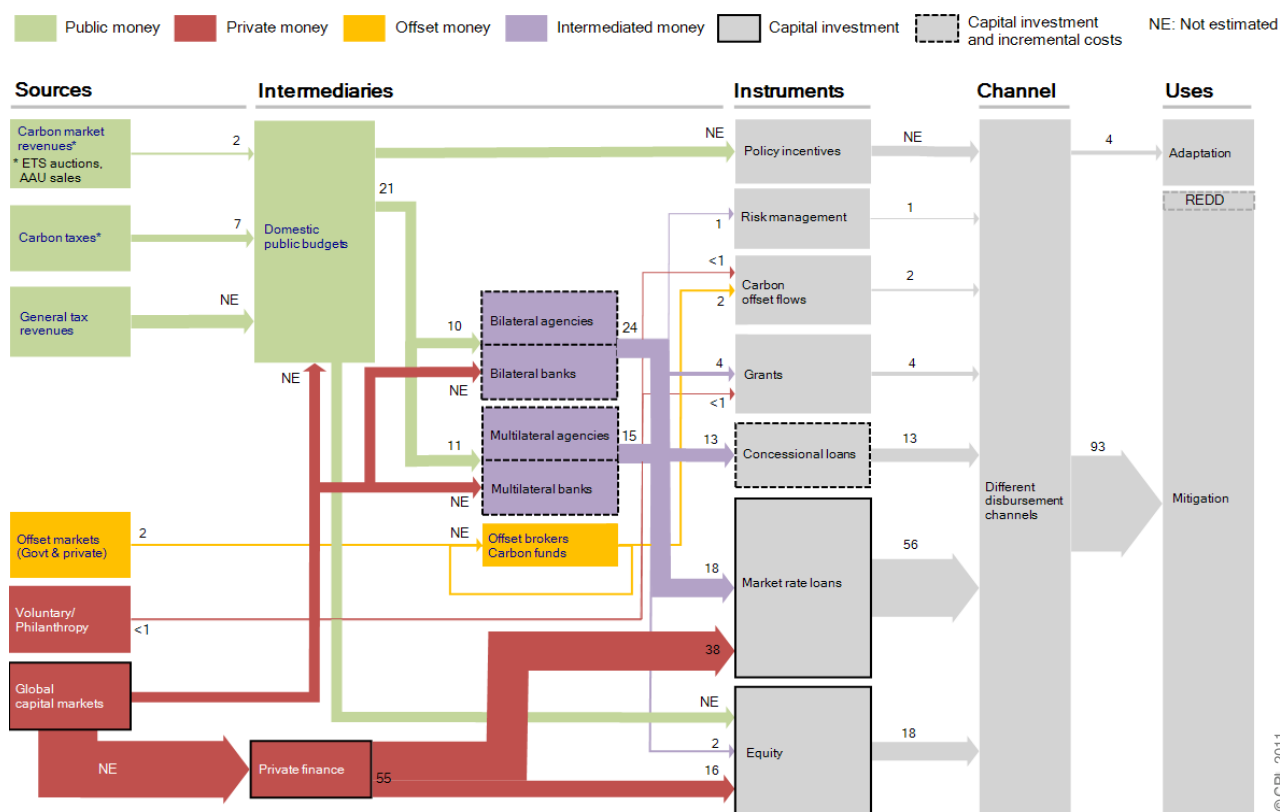 Public money
Private money
Offset money
Intermediated money
Capital investment
Capital investment
and incremental costs
NE: Not estimated
Sources
Intermediaries
Instruments
Channel
Uses
Carbon market
revenues*
* ETS auctions,
AAU sales
2
Carbon taxes*
7
General tax
revenues
NE
Domestic
public budgets
21
NE
NE
10
Bilateral agencies
24
Bilateral banks
NE
11
Multilateral agencies
15
Multilateral banks
NE
Offset markets
(Govt & private)
2
NE
Offset brokers
Carbon funds
Voluntary/
Philanthropy
<1
Global
capital markets
NE
Private finance
55
Policy incentives
NE
Risk management
1
1
<1
Carbon
offset flows
2
2
4
Grants
4
<1
13
Concessional loans
13
18
Market rate loans
56
38
NE
2
Equity
18
16
Different
disbursement
channels
4
Adaptation
REDD
93
Mitigation
© CPI 2011